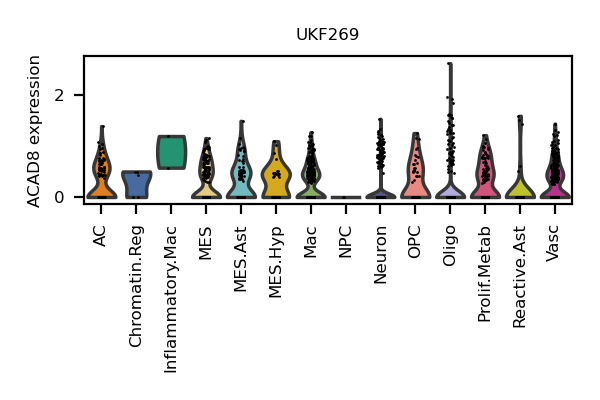 UKF269
ACAD8 expression
2
0
AC
Chromatin.Reg
Inflammatory.Mac
MES
MES.Ast
MES.Hyp
Mac
NPC
Neuron
OPC
Oligo
Prolif.Metab
Reactive.Ast
Vasc